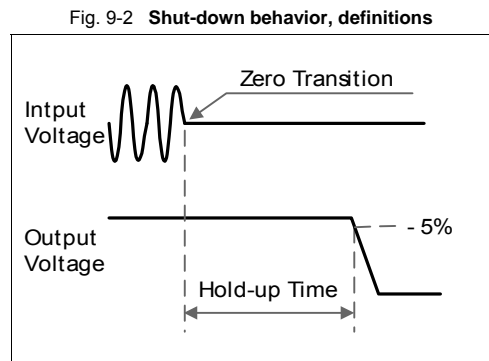 Fig. 9-2 Shut-down behavior, definitions
Zero Transition
Intput
Voltage
- 5%
Output
Voltage
Hold-up Time